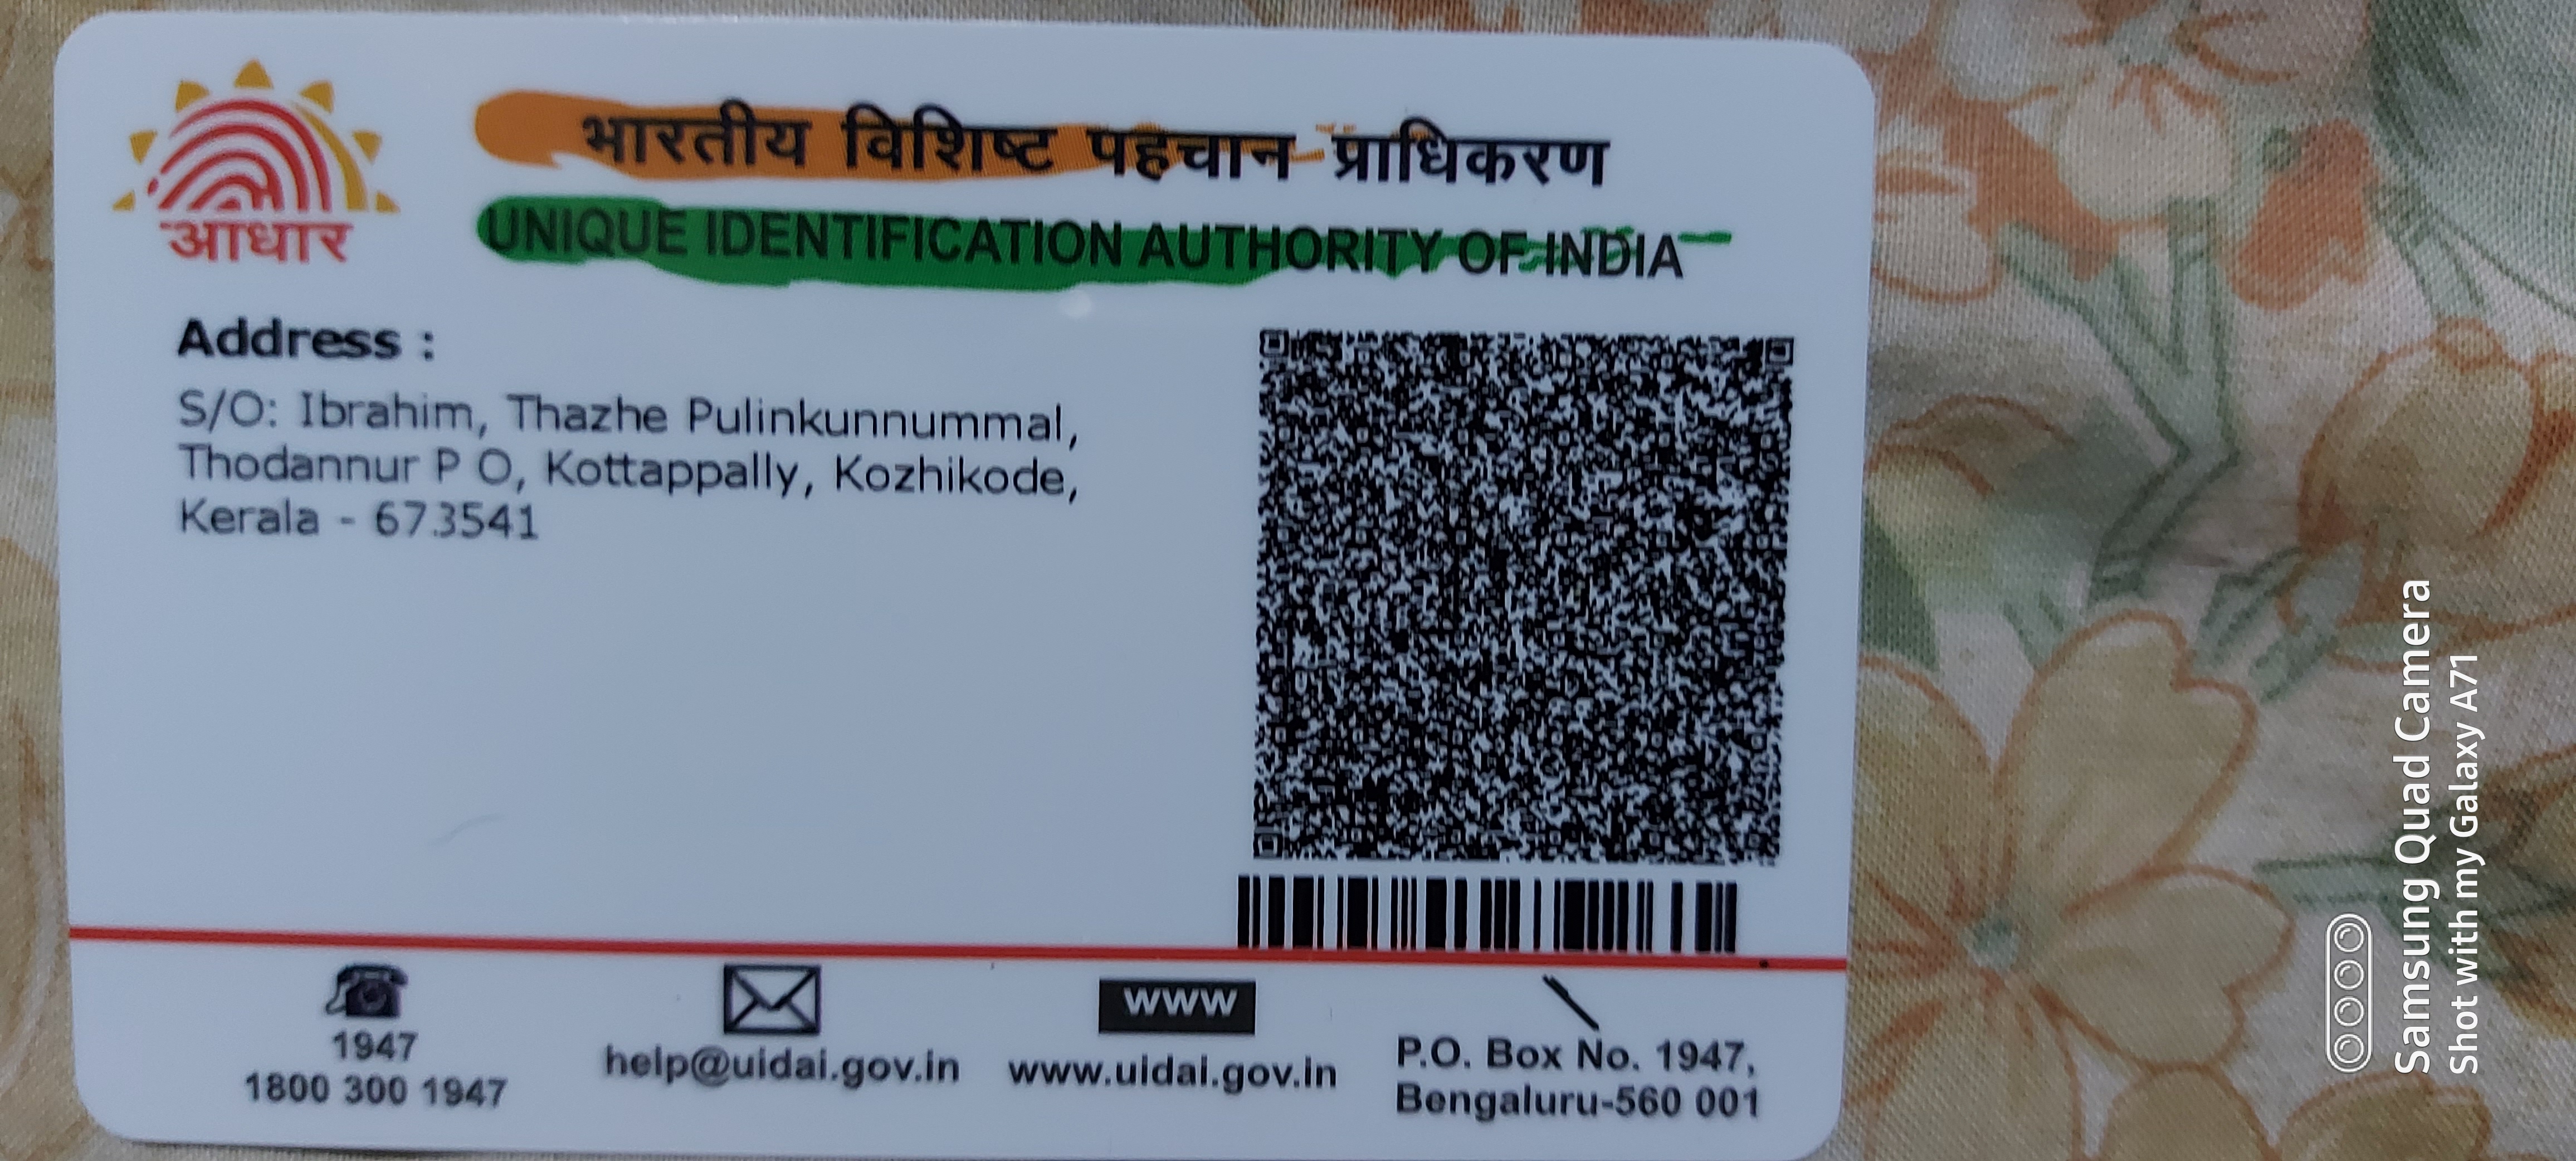 आधार
भारतीय विशिष्ट पहचान प्राधिकरण
UNIQUE IDENTIFICATION AUTHORITY OF INDIA
Address :
S/O: Ibrahim, Thazhe Pulinkunnummal,
Thodannur P O, Kottappally, Kozhikode,
Kerala - 673541
1947
1800 300 1947
help@uidai.gov.in
www
www.uidai.gov.in
P.O. Box No. 1947,
Bengaluru-560 001
Samsung Quad Camera
Shot with my Galaxy A71